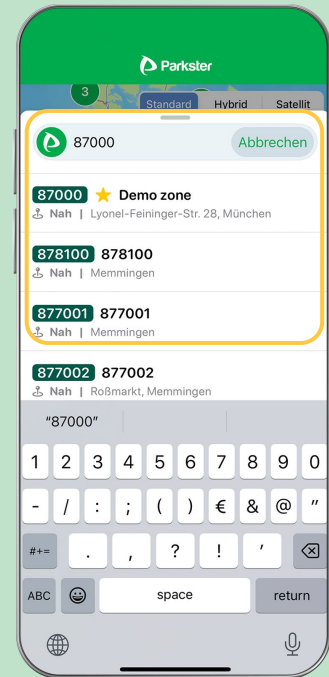 Parkster
3
Standard Hybrid Satellit
87000 Abbrechen
87000 Demo zone
Nah | Lyonel-Feininger-Str. 28, München
878100 878100
Nah | Memmingen
877001 877001
Nah | Memmingen
877002 877002
Nah | Roßmarkt, Memmingen
"87000"
1 2 3 4 5 6 7 8 9 0
- / : ; ( ) € & @ "
#+= . , ? ! '
ABC space return